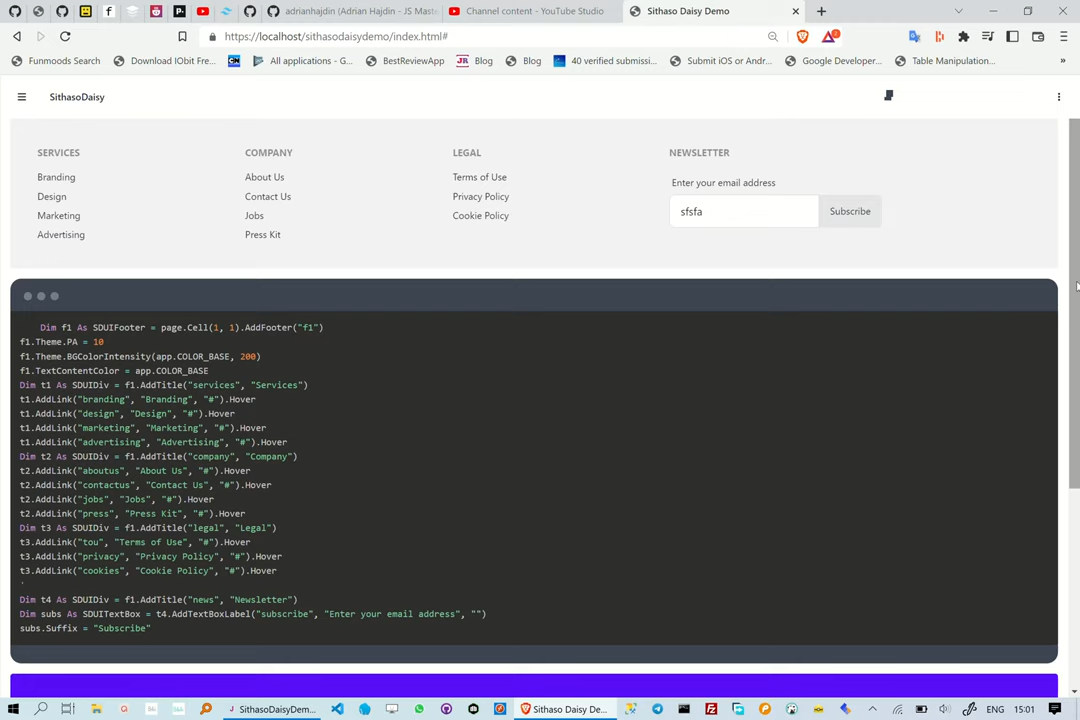 adrianhajdin (Adrian Hajdin - JS Maste
Channel content - YouTube Studio
Sithaso Daisy Demo
https://localhost/sithasodaisydemo/index.html#
2
Funmoods Search
Download IObit Fre...
All applications - G...
BestReviewApp
JR Blog
Blog
40 verified submissi...
Submit iOS or Andr...
Google Developer...
Table Manipulation...
SithasoDaisy
SERVICES
Branding
Design
Marketing
Advertising
COMPANY
About Us
Contact Us
Jobs
Press Kit
LEGAL
Terms of Use
Privacy Policy
Cookie Policy
NEWSLETTER
Enter your email address
sfsfa
Subscribe
Dim f1 As SDUIFooter = page.Cell(1, 1).AddFooter("f1")
f1.Theme.PA = 10
f1.Theme.BGColorIntensity(app.COLOR_BASE, 200)
f1.TextContentColor = app.COLOR_BASE
Dim t1 As SDUIDiv = f1.AddTitle("services", "Services")
t1.AddLink("branding", "Branding", "#").Hover
t1.AddLink("design", "Design", "#").Hover
t1.AddLink("marketing", "Marketing", "#").Hover
t1.AddLink("advertising", "Advertising", "#").Hover
Dim t2 As SDUIDiv = f1.AddTitle("company", "Company")
t2.AddLink("aboutus", "About Us", "#").Hover
t2.AddLink("contactus", "Contact Us", "#").Hover
t2.AddLink("jobs", "Jobs", "#").Hover
t2.AddLink("press", "Press Kit", "#").Hover
Dim t3 As SDUIDiv = f1.AddTitle("legal", "Legal")
t3.AddLink("tou", "Terms of Use", "#").Hover
t3.AddLink("privacy", "Privacy Policy", "#").Hover
t3.AddLink("cookies", "Cookie Policy", "#").Hover
'
Dim t4 As SDUIDiv = f1.AddTitle("news", "Newsletter")
Dim subs As SDUITextBox = t4.AddTextBoxLabel("subscribe", "Enter your email address", "")
subs.Suffix = "Subscribe"
SithasoDaisyDem...
Sithaso Daisy De...
ENG
15:01